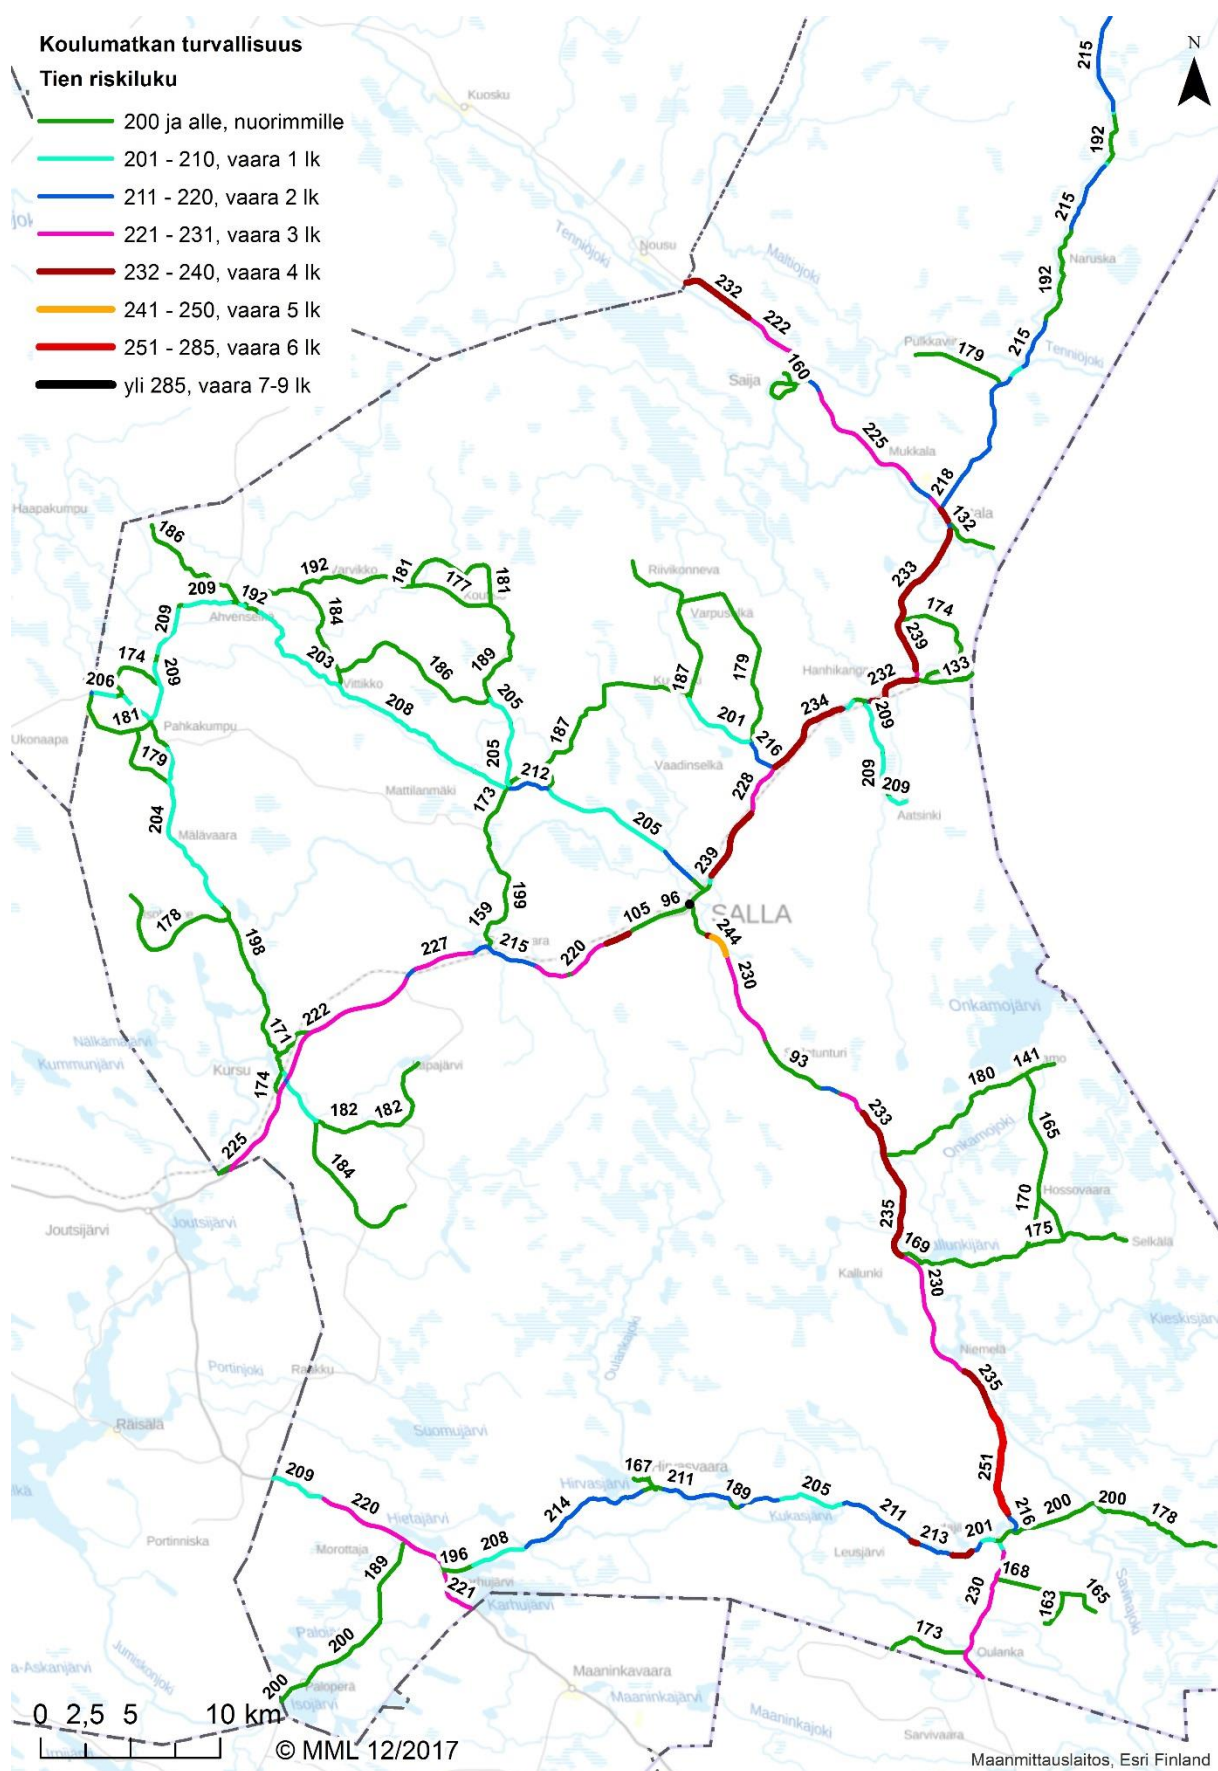 Koulumatkan turvallisuus
Tien riskiluku
200 ja alle, nuorimmille
201 - 210, vaara 1 lk
211 - 220, vaara 2 lk
221 - 231, vaara 3 lk
232 - 240, vaara 4 lk
241 - 250, vaara 5 lk
251 - 285, vaara 6 lk
yli 285, vaara 7-9 lk
N
215
Kuosku
192
Tenniöjoki
Nousu
Maltiojoki
215
Naruska
192
232
222
215
Tenniöjoki
179
160
Saija
225
Mukkala
218
132
Haapakumpu
186
233
192
181
177
181
Riivikonneva
209
192
Ahvenselkä
184
Varpuselkä
174
239
209
174
209
203
186
189
187
179
Hanhikangas
133
206
Vittikko
232
181
Pahkakumpu
208
205
201
234
209
Ukonaapa
179
205
187
216
212
Vaadinselkä
228
209
209
Mattilanmäki
173
204
Mälävaara
205
Aatsinki
239
178
199
96
SALLA
105
159
198
227
215
220
244
230
Onkamojärvi
222
171
Nälkämäjärvi
Kummunjärvi
Kursu
93
174
180
141
182
182
233
165
Onkamojoki
225
184
170
Hossovaara
Joutsijärvi
Joutsijärvi
235
169
175
Selkälä
Kallunki
230
Oulankajoki
Kieskisjärv
Niemelä
Portinjoki
235
Räisälä
Suomujärvi
209
167
Hirvasjärvi
211
189
205
251
220
214
Kukasjärvi
211
216
200
200
178
Hietajärvi
Portinniska
Morottaja
208
213
201
189
196
Leusjärvi
168
221
Karhujärvi
230
163
165
Savinajoki
200
173
Oulanka
a-Askanjärvi
Jumiskonjoki
Maaninkavaara
200
Palopera
Isojärvi
Maaninkajärvi
Maaninkajoki
Sarvivaara
0 2,5 5 10 km
© MML 12/2017
Maanmittauslaitos, Esri Finland